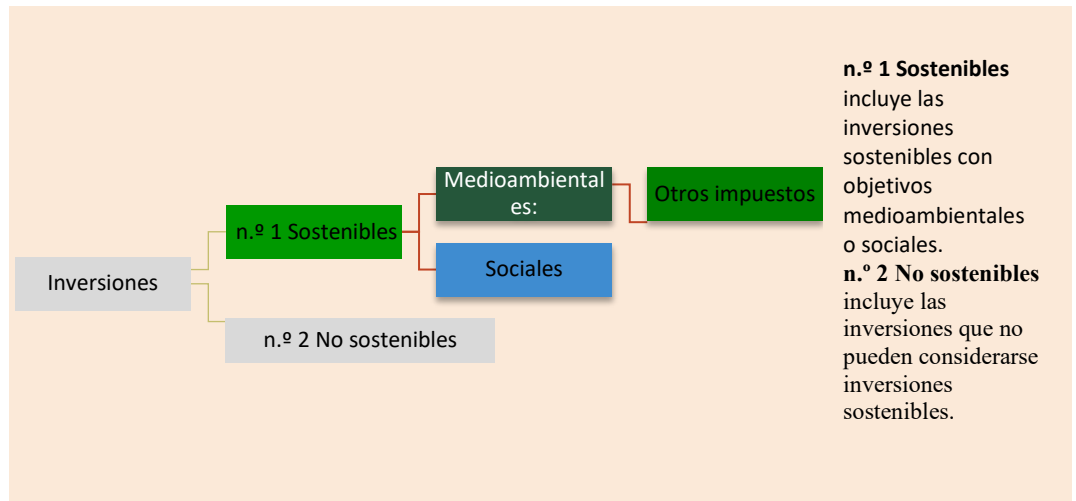 Inversiones
n.º 1 Sostenibles
n.º 2 No sostenibles
Medioambiental
es:
Sociales
Otros impuestos
n.º 1 Sostenibles
incluye las
inversiones
sostenibles con
objetivos
medioambientales
o sociales.
n.º 2 No sostenibles
incluye las
inversiones que no
pueden considerarse
inversiones
sostenibles.